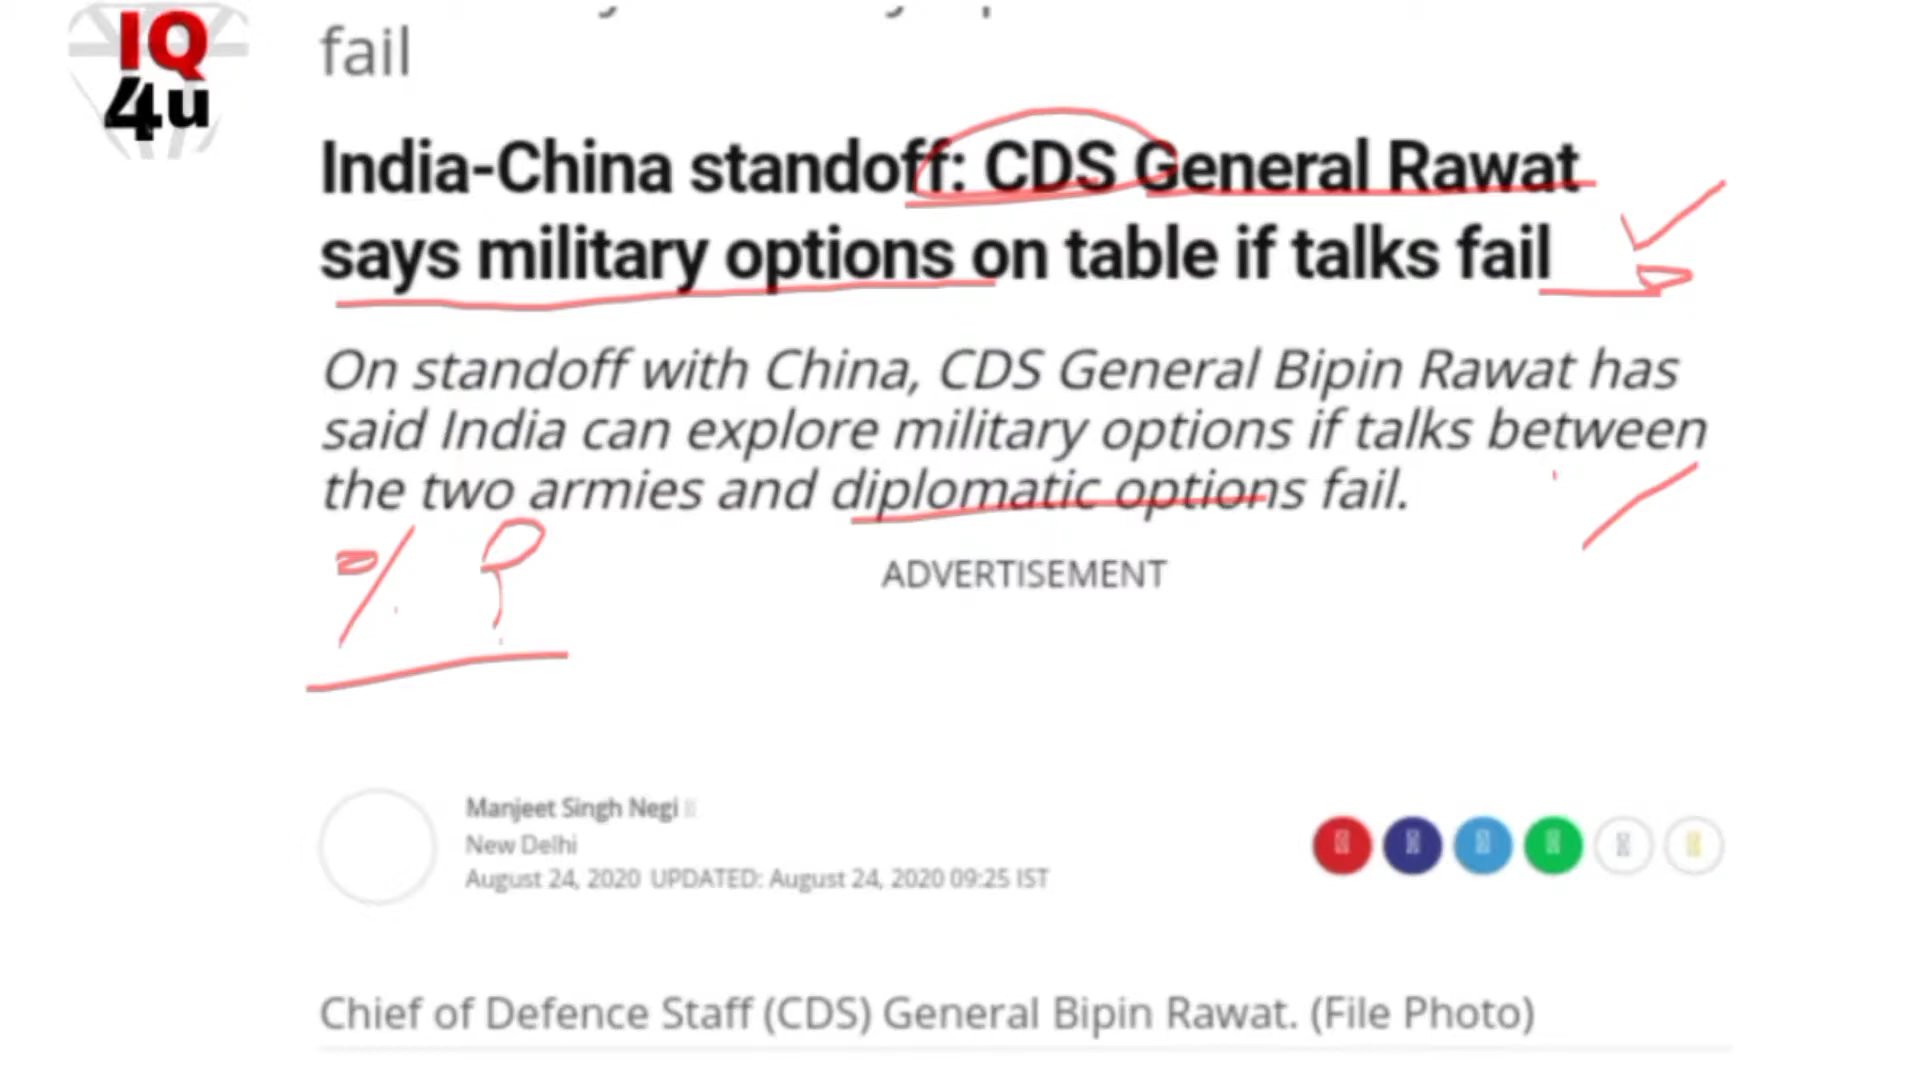 IQ
4u
fail
India-China standoff: CDS General Rawat
says military options on table if talks fail
On standoff with China, CDS General Bipin Rawat has
said India can explore military options if talks between
the two armies and diplomatic options fail.
ADVERTISEMENT
Manjeet Singh Negi
New Delhi
August 24, 2020 UPDATED: August 24, 2020 09:25 IST
Chief of Defence Staff (CDS) General Bipin Rawat. (File Photo)